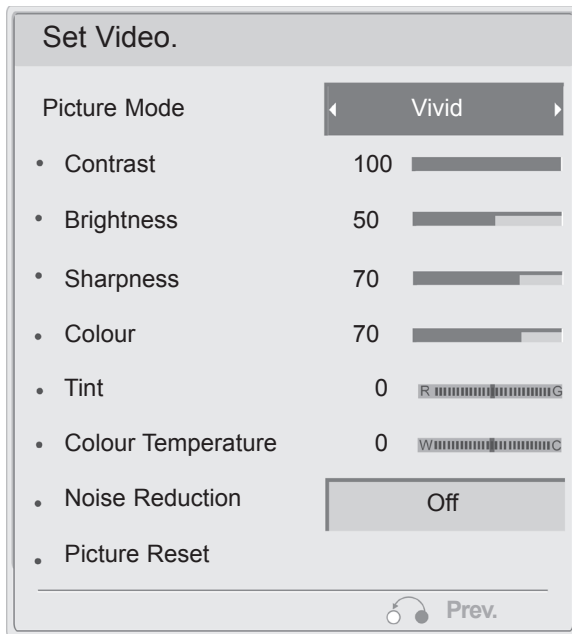 Set Video.
Picture Mode Vivid
• Contrast 100
• Brightness 50
• Sharpness 70
• Colour 70
• Tint 0 R G
• Colour Temperature 0 W C
• Noise Reduction Off
• Picture Reset
Prev.